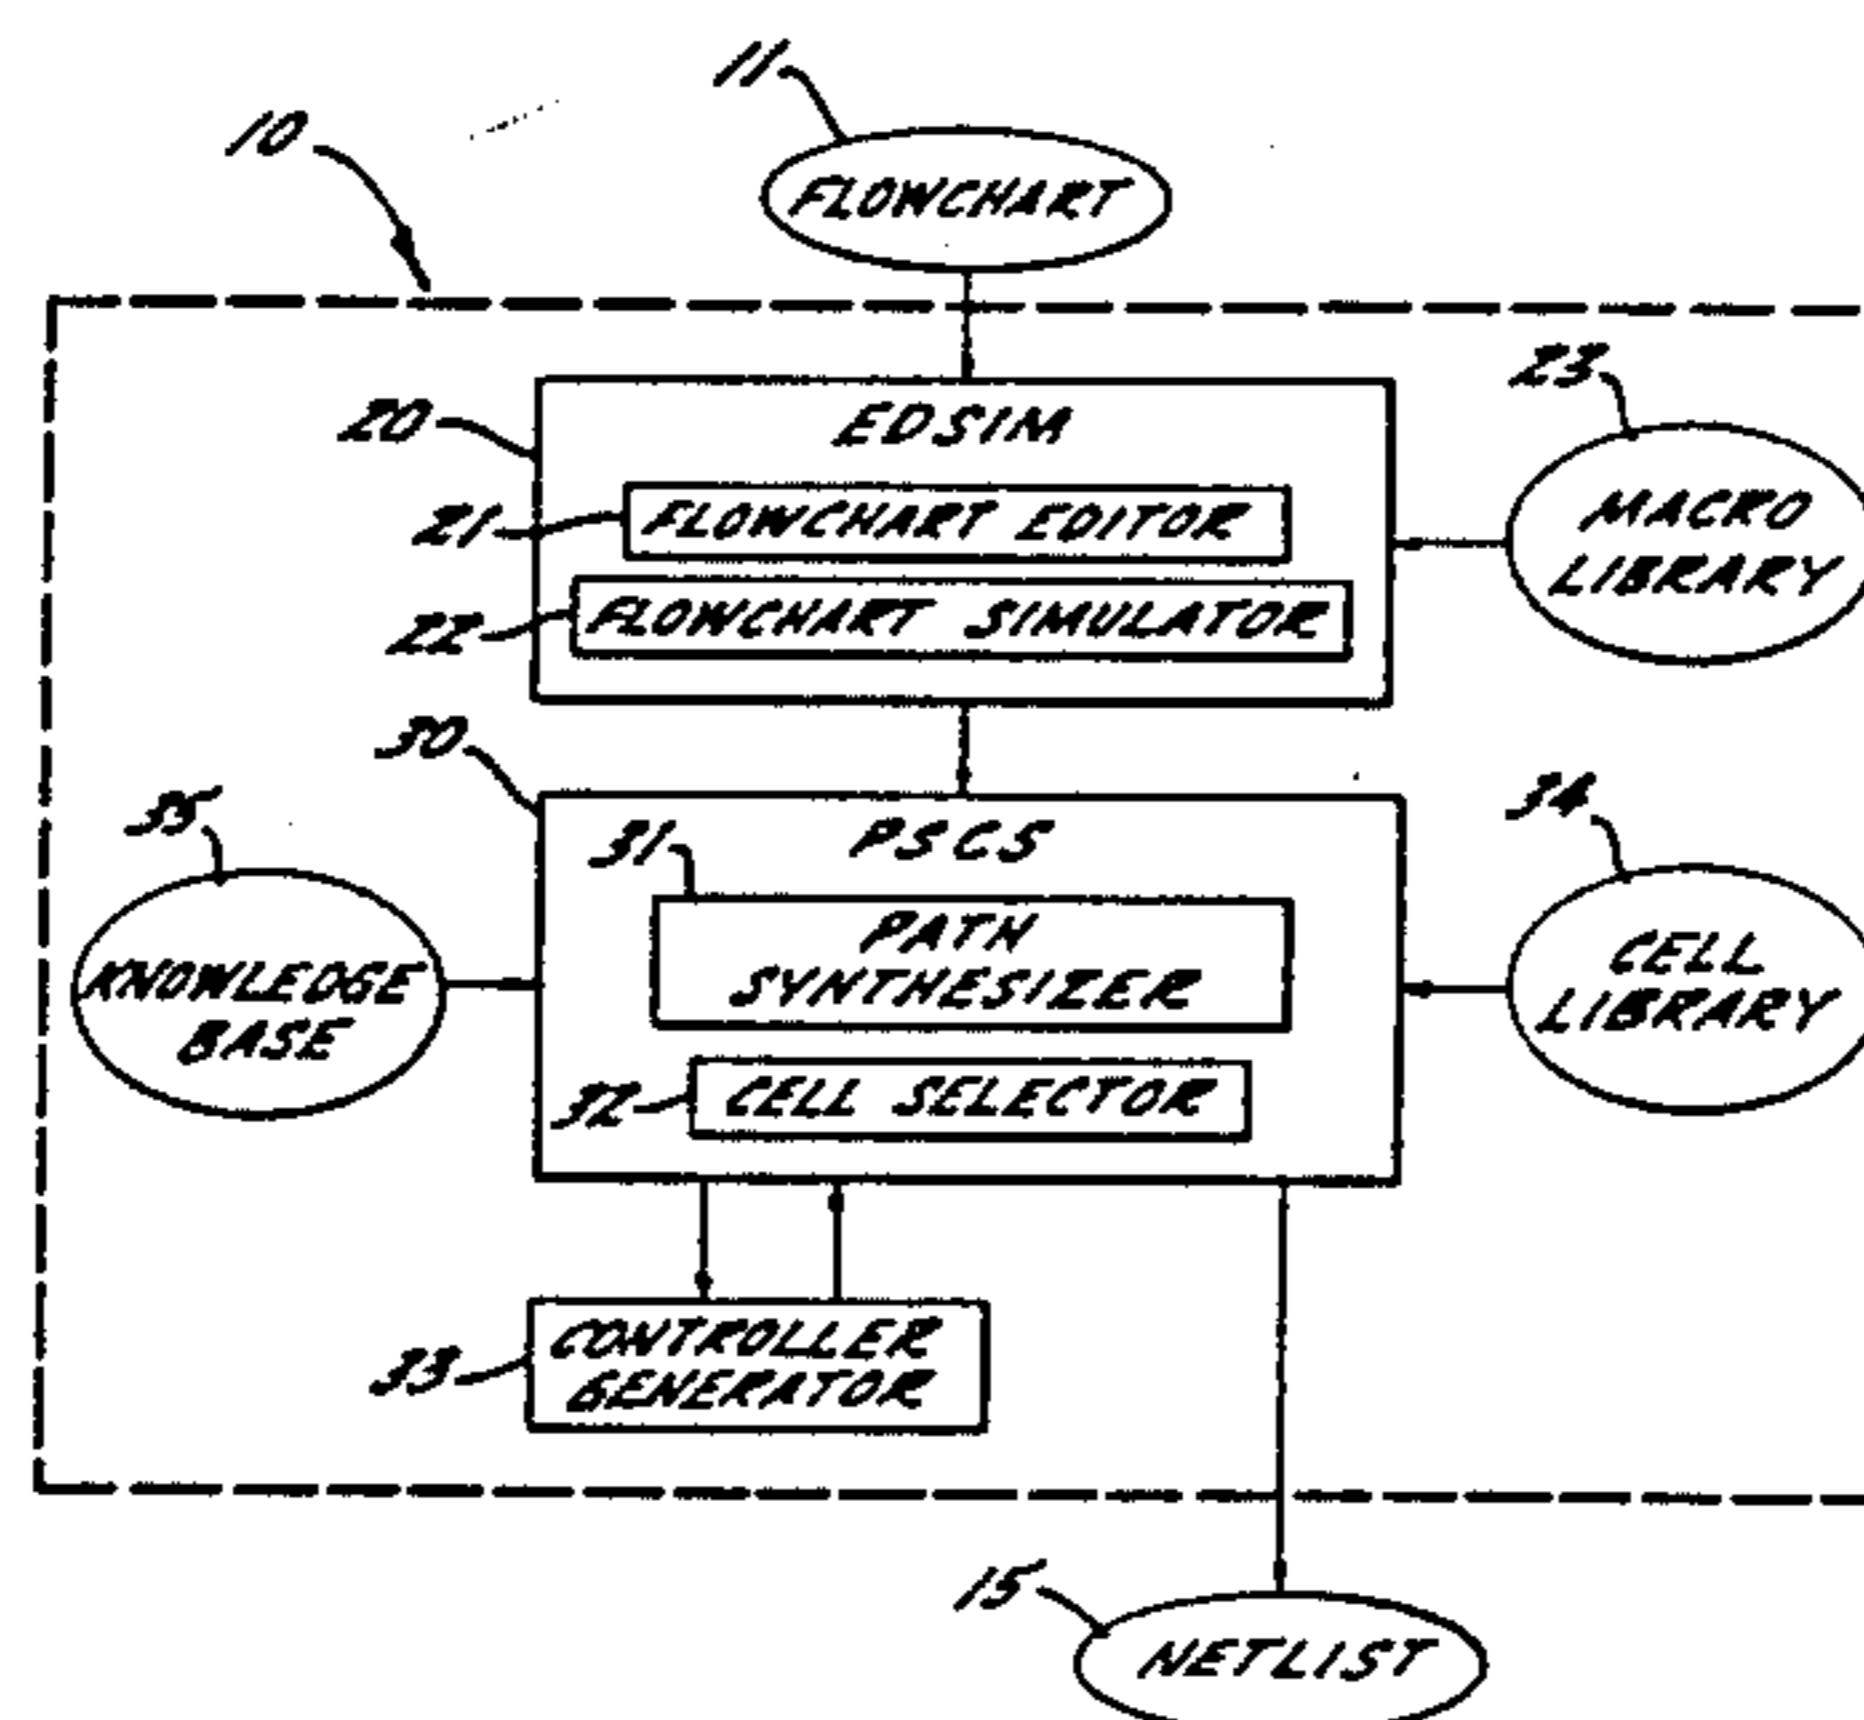 11
10
FLOWCHART
23
20
EDSIM
21
FLOWCHART EDITOR
MACRO
LIBRARY
22
FLOWCHART SIMULATOR
30
35
34
31
PSCS
PATH
SYNTHESIZER
KNOWLEDGE
BASE
CELL
LIBRARY
32
CELL SELECTOR
33
CONTROLLER
GENERATOR
15
NETLIST